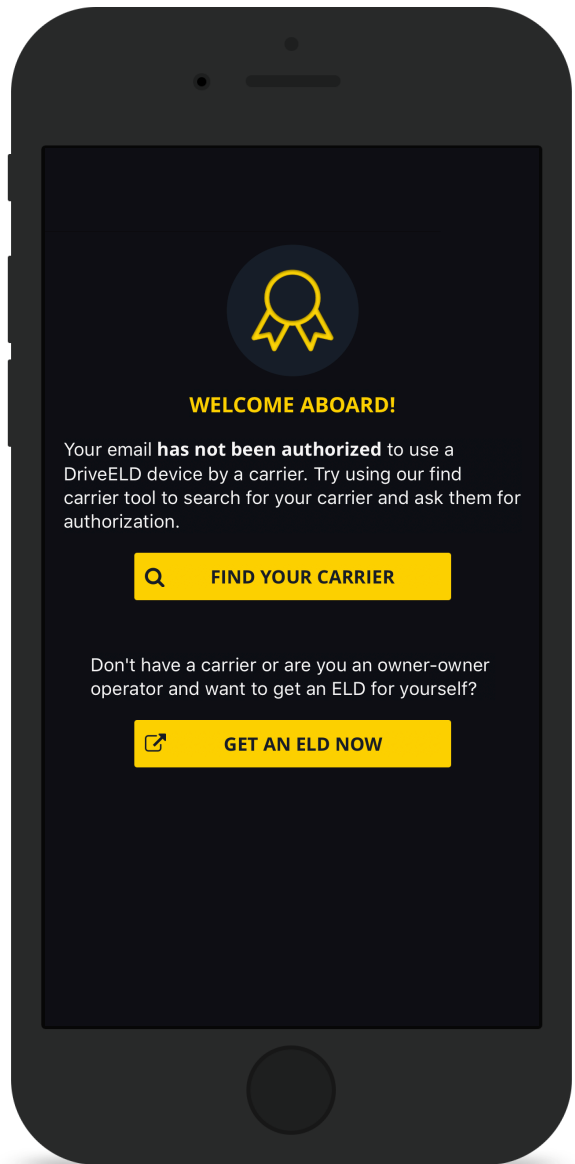 WELCOME ABOARD!
Your email has not been authorized to use a
DriveELD device by a carrier. Try using our find
carrier tool to search for your carrier and ask them for
authorization.
FIND YOUR CARRIER
Don't have a carrier or are you an owner-owner
operator and want to get an ELD for yourself?
GET AN ELD NOW